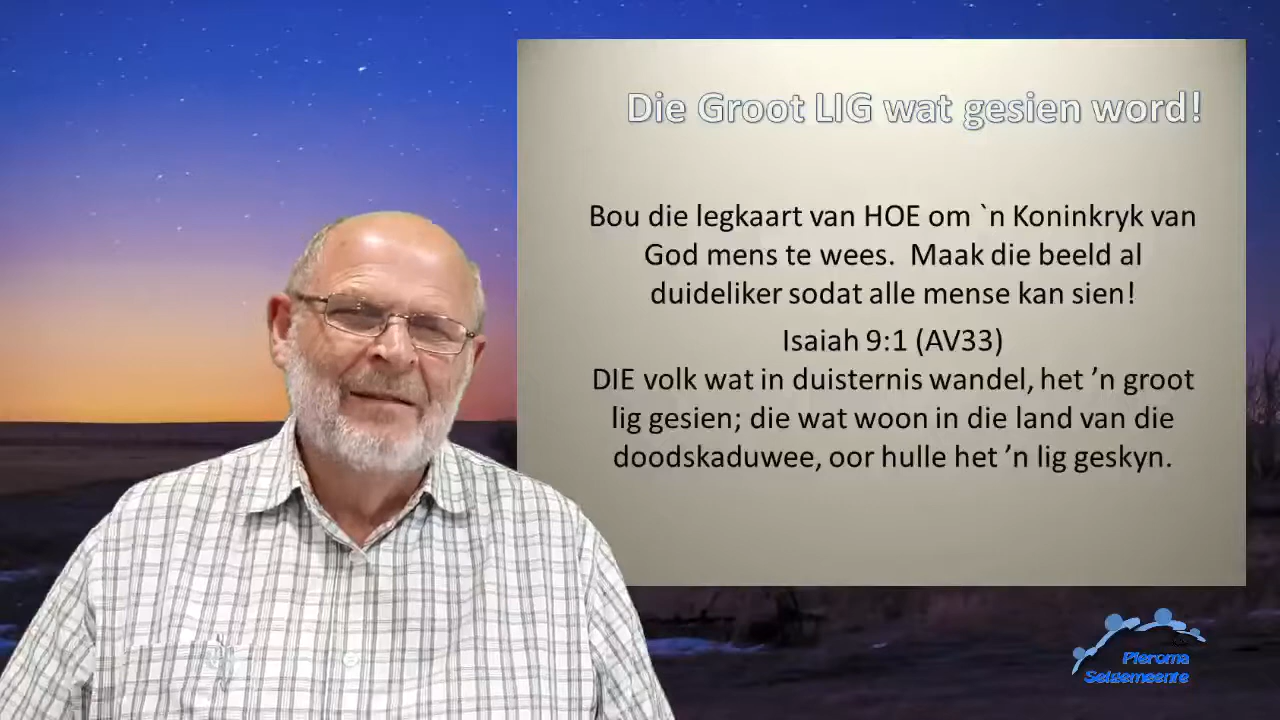 Die Groot LIG wat gesien word!
Bou die legkaart van HOE om `n Koninkryk van
God mens te wees.  Maak die beeld al
duideliker sodat alle mense kan sien!
Isaiah 9:1 (AV33)
DIE volk wat in duisternis wandel, het ’n groot
lig gesien; die wat woon in die land van die
doodskaduwee, oor hulle het ’n lig geskyn.
Pleroma
Selgemeente